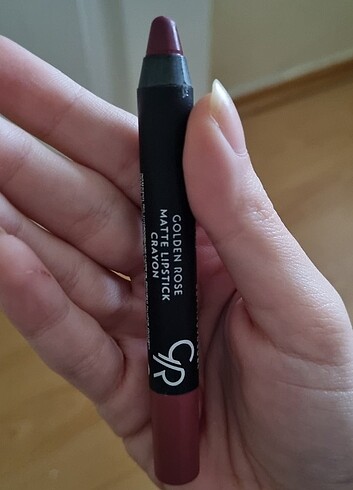 GOLDEN ROSE
MATTE LIPSTICK
CRAYON
GR